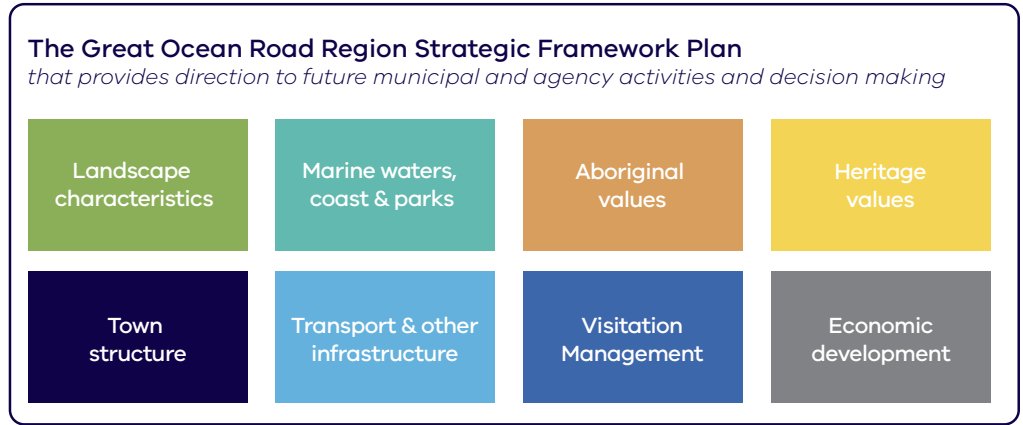 The Great Ocean Road Region Strategic Framework Plan
that provides direction to future municipal and agency activities and decision making
Landscape
characteristics
Marine waters,
coast & parks
Aboriginal
values
Heritage
values
Town
structure
Transport & other
infrastructure
Visitation
Management
Economic
development